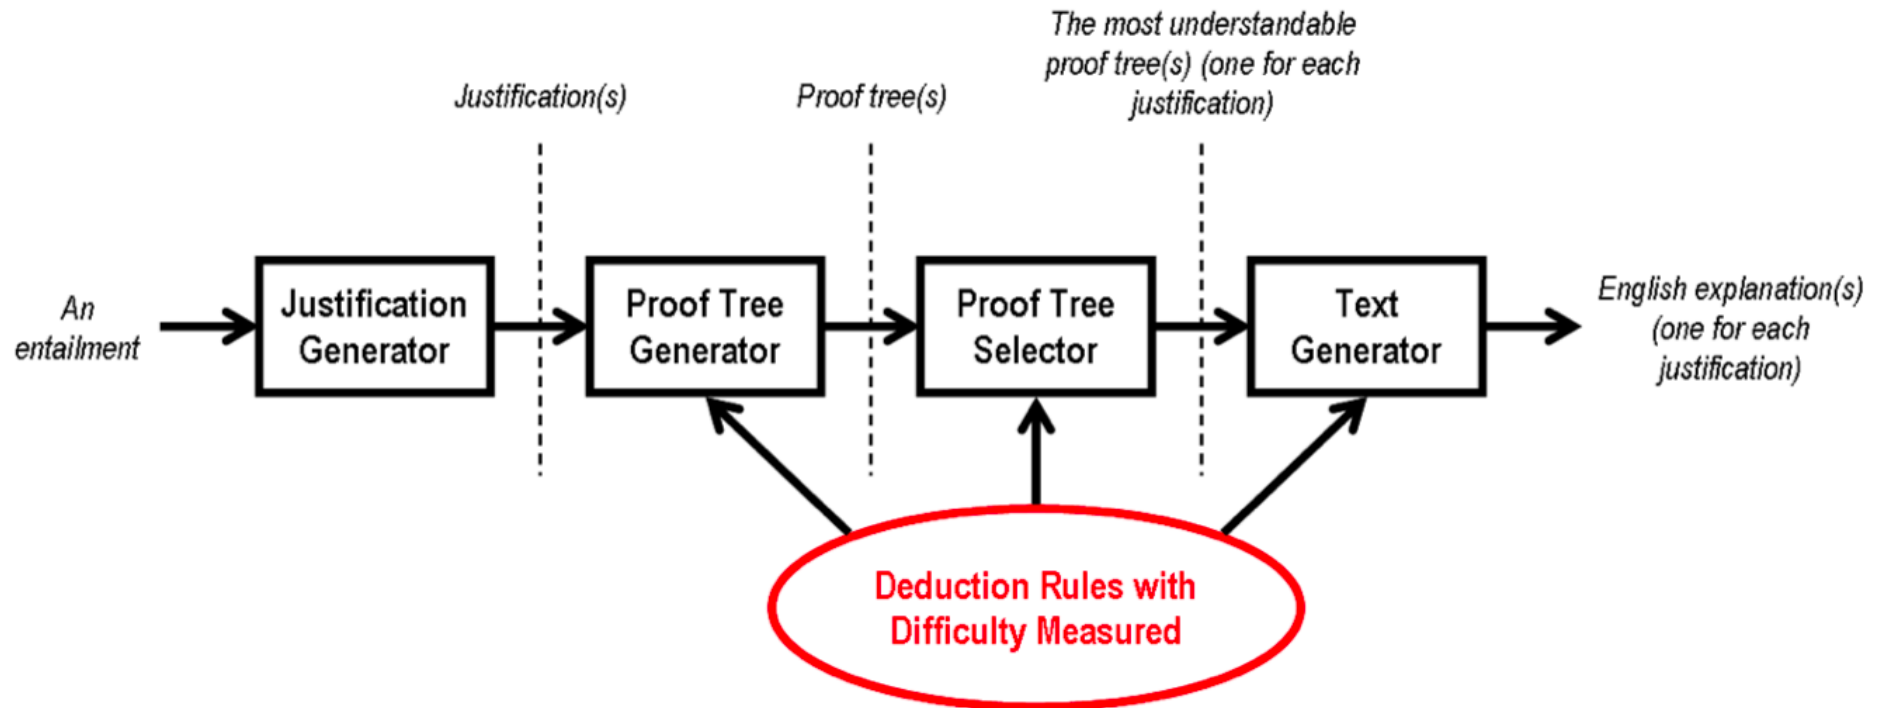 The most understandable
proof tree(s) (one for each
justification)
Justification(s)
Proof tree(s)
An
entailment
Justification
Generator
Proof Tree
Generator
Proof Tree
Selector
Text
Generator
English explanation(s)
(one for each
justification)
Deduction Rules with
Difficulty Measured